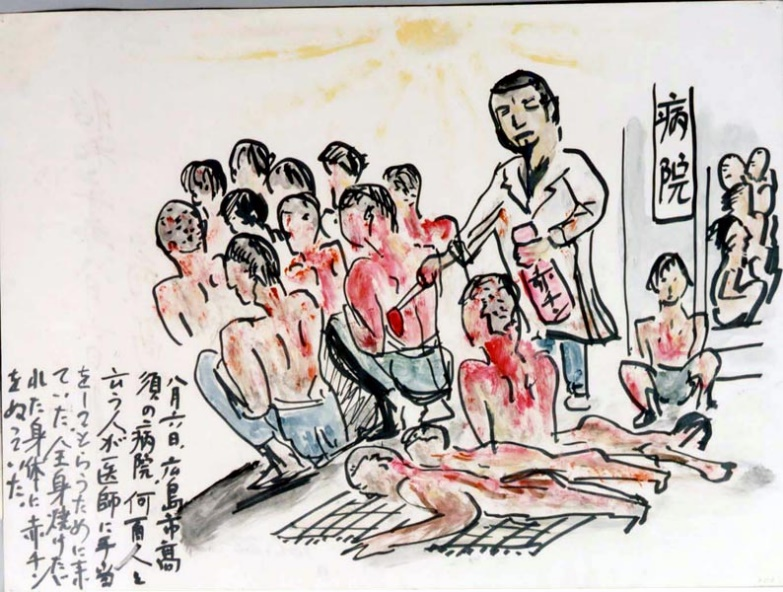 病院
赤チン
八月六日、広島市高
須の病院、何百人と
云う人が医師に手当
をしてもらうために来
ていた。全身焼けただ
れた身体に赤チン
をぬっていた。